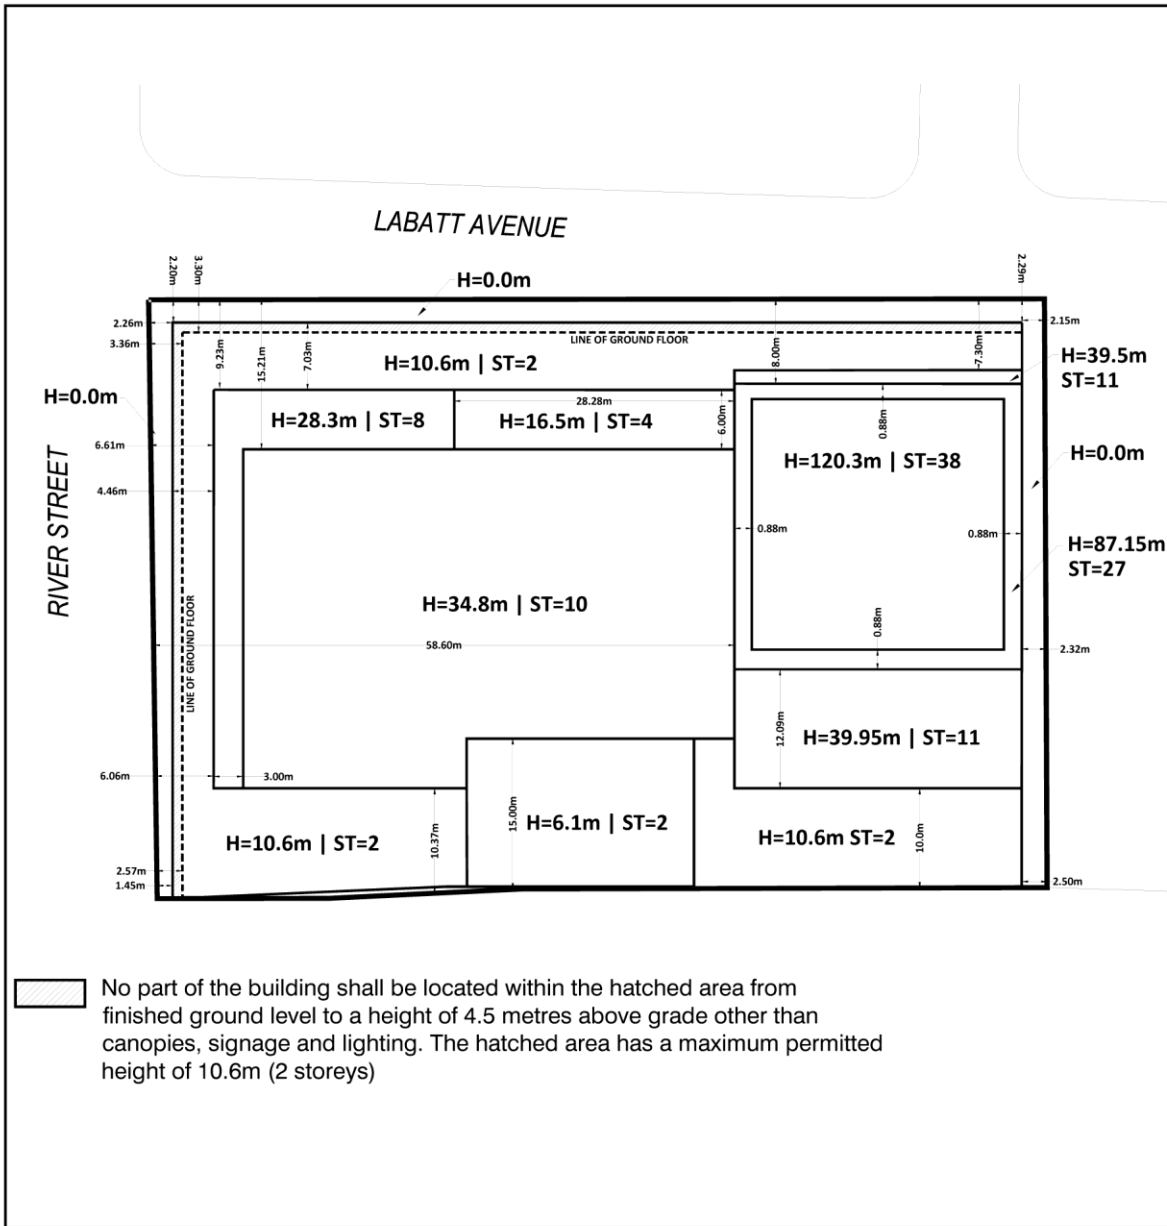 LABATT AVENUE
2.20m
3.30m
H=0.0m
2.29m
2.26m
2.15m
3.36m
9.23m
15.21m
7.03m
LINE OF GROUND FLOOR
8.00m
7.30m
H=10.6m | ST=2
H=39.5m
ST=11
H=0.0m
28.28m
H=28.3m | ST=8
H=16.5m | ST=4
6.00m
0.88m
6.61m
H=120.3m | ST=38
H=0.0m
4.46m
RIVER STREET
0.88m
0.88m
H=87.15m
ST=27
H=34.8m | ST=10
LINE OF GROUND FLOOR
58.60m
0.88m
2.32m
12.09m
H=39.95m | ST=11
6.06m
3.00m
15.00m
H=6.1m | ST=2
H=10.6m | ST=2
10.37m
H=10.6m ST=2
10.0m
2.57m
1.45m
2.50m
No part of the building shall be located within the hatched area from
finished ground level to a height of 4.5 metres above grade other than
canopies, signage and lighting. The hatched area has a maximum permitted
height of 10.6m (2 storeys)